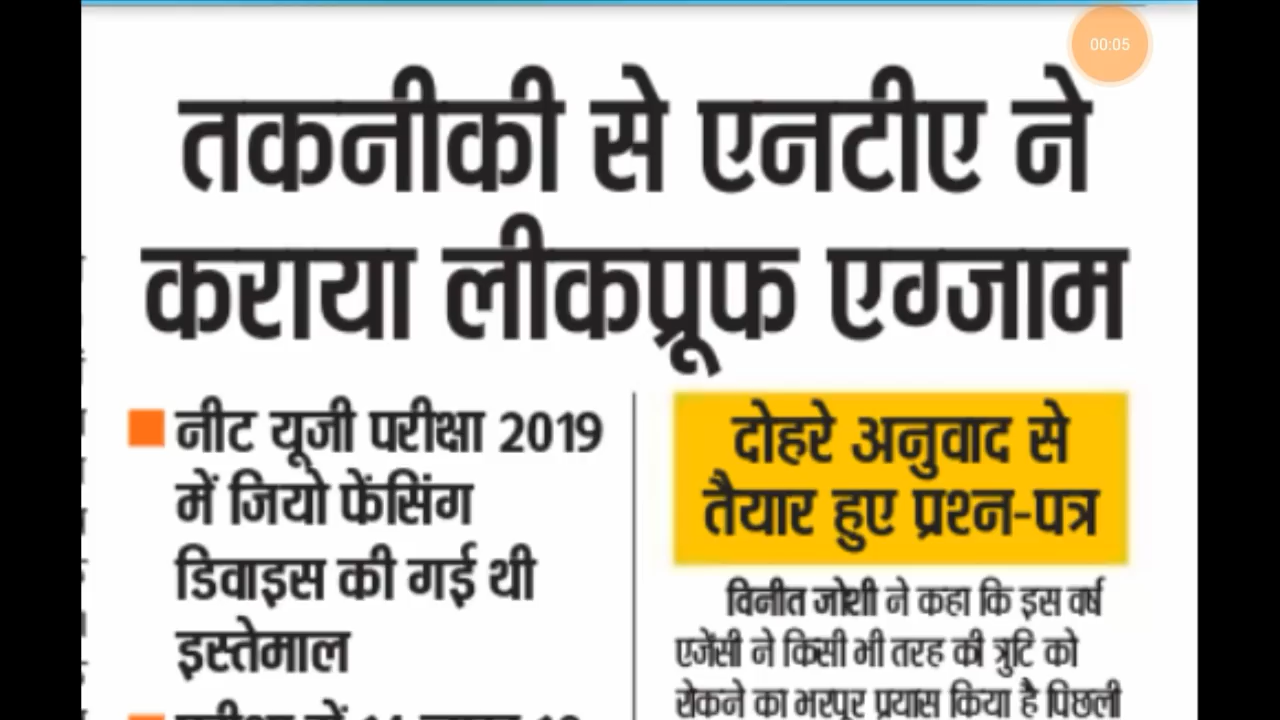 00:05
तकनीकी से एनटीए ने
कराया लीकप्रूफ एग्जाम
नीट यूजी परीक्षा 2019
में जियो फेंसिंग
डिवाइस की गई थी
इस्तेमाल
दोहरे अनुवाद से
तैयार हुए प्रश्न-पत्र
विनीत जोशी ने कहा कि इस वर्ष
एजेंसी ने किसी भी तरह की त्रुटि को
रोकने का भरपूर प्रयास किया है पिछली